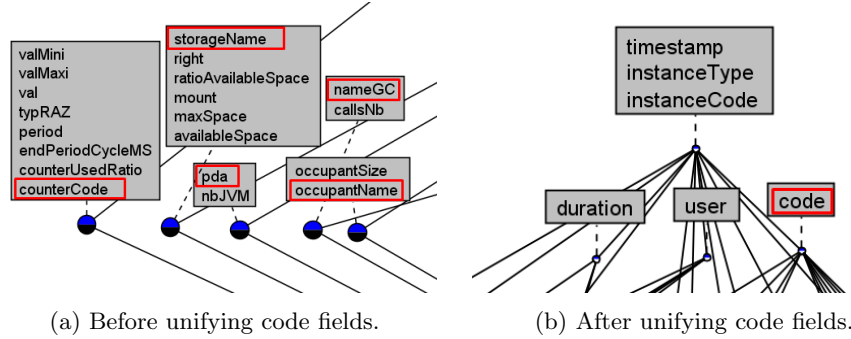 valMini
valMaxi
val
typRAZ
period
endPeriodCycleMS
counterUsedRatio
counterCode
storageName
right
ratioAvailableSpace
mount
maxSpace
availableSpace
nameGC
callsNb
pda
nbJVM
occupantSize
occupantName
(a) Before unifying code fields.
timestamp
instanceType
instanceCode
duration
user
code
(b) After unifying code fields.